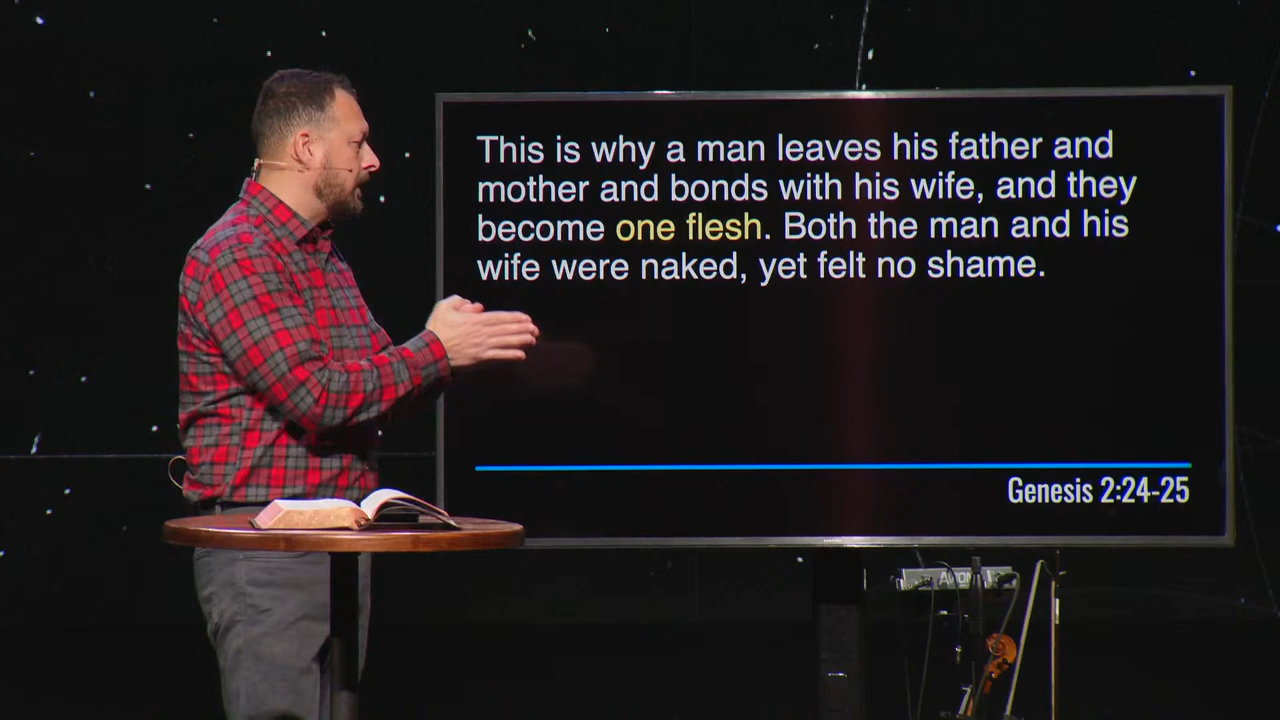 This is why a man leaves his father and
mother and bonds with his wife, and they
become one flesh. Both the man and his
wife were naked, yet felt no shame.
Genesis 2:24-25